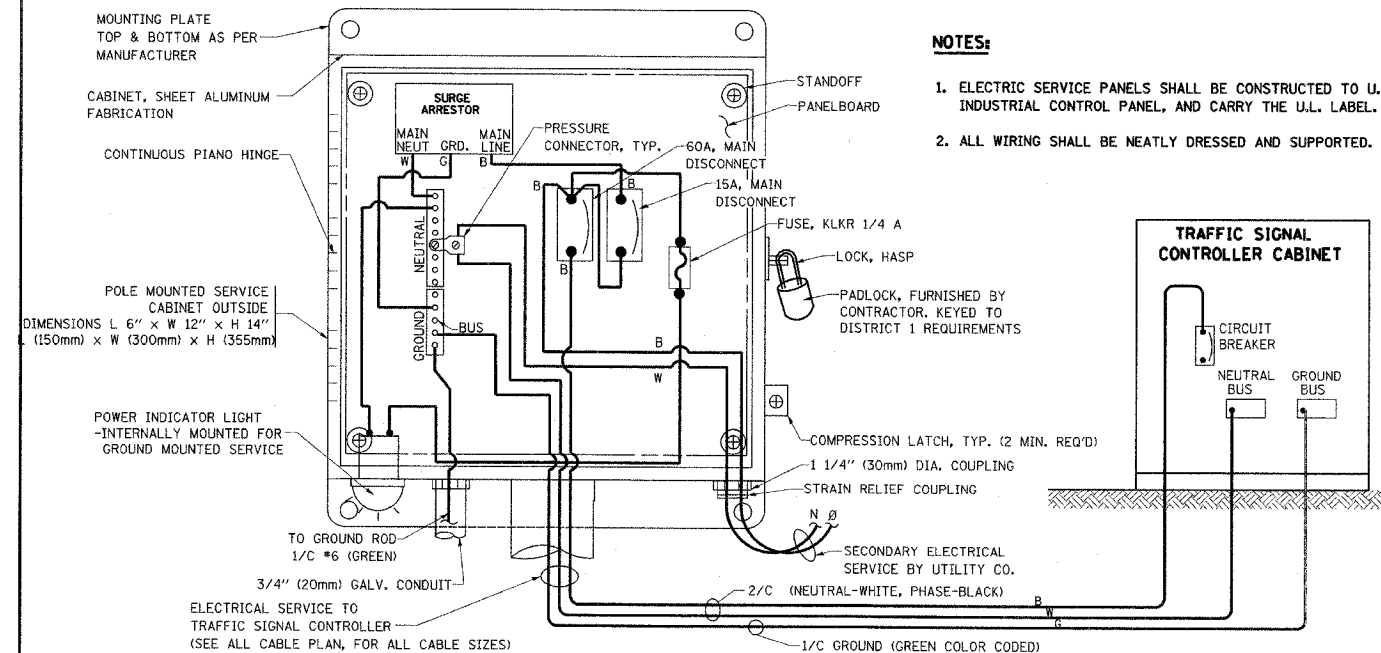 MOUNTING PLATE
TOP & BOTTOM AS PER
MANUFACTURER
CABINET, SHEET ALUMINUM
FABRICATION
CONTINUOUS PIANO HINGE
POLE MOUNTED SERVICE
CABINET OUTSIDE
DIMENSIONS L 6" x W 12" x H 14"
L (150mm) x W (300mm) x H (355mm)
POWER INDICATOR LIGHT
-INTERNALLY MOUNTED FOR
GROUND MOUNTED SERVICE
SURGE
ARRESTOR
MAIN
NEUT
GRD.
MAIN
LINE
W
G
B
PRESSURE
CONNECTOR, TYP.
NEUTRAL
GROUND
BUS
B
B
B
STANDOFF
PANELBOARD
60A, MAIN
DISCONNECT
15A, MAIN
DISCONNECT
FUSE, KLKR 1/4 A
LOCK, HASP
PADLOCK, FURNISHED BY
CONTRACTOR. KEYED TO
DISTRICT 1 REQUIREMENTS
B
W
COMPRESSION LATCH, TYP. (2 MIN. REQ'D)
1 1/4" (30mm) DIA. COUPLING
STRAIN RELIEF COUPLING
N Ø
SECONDARY ELECTRICAL
SERVICE BY UTILITY CO.
TO GROUND ROD
1/C #6 (GREEN)
3/4" (20mm) GALV. CONDUIT
ELECTRICAL SERVICE TO
TRAFFIC SIGNAL CONTROLLER
(SEE ALL CABLE PLAN, FOR ALL CABLE SIZES)
2/C (NEUTRAL-WHITE, PHASE-BLACK)
B
W
G
1/C GROUND (GREEN COLOR CODED)
NOTES:
1. ELECTRIC SERVICE PANELS SHALL BE CONSTRUCTED TO U.
INDUSTRIAL CONTROL PANEL, AND CARRY THE U.L. LABEL.
2. ALL WIRING SHALL BE NEATLY DRESSED AND SUPPORTED.
TRAFFIC SIGNAL
CONTROLLER CABINET
CIRCUIT
BREAKER
NEUTRAL
BUS
GROUND
BUS